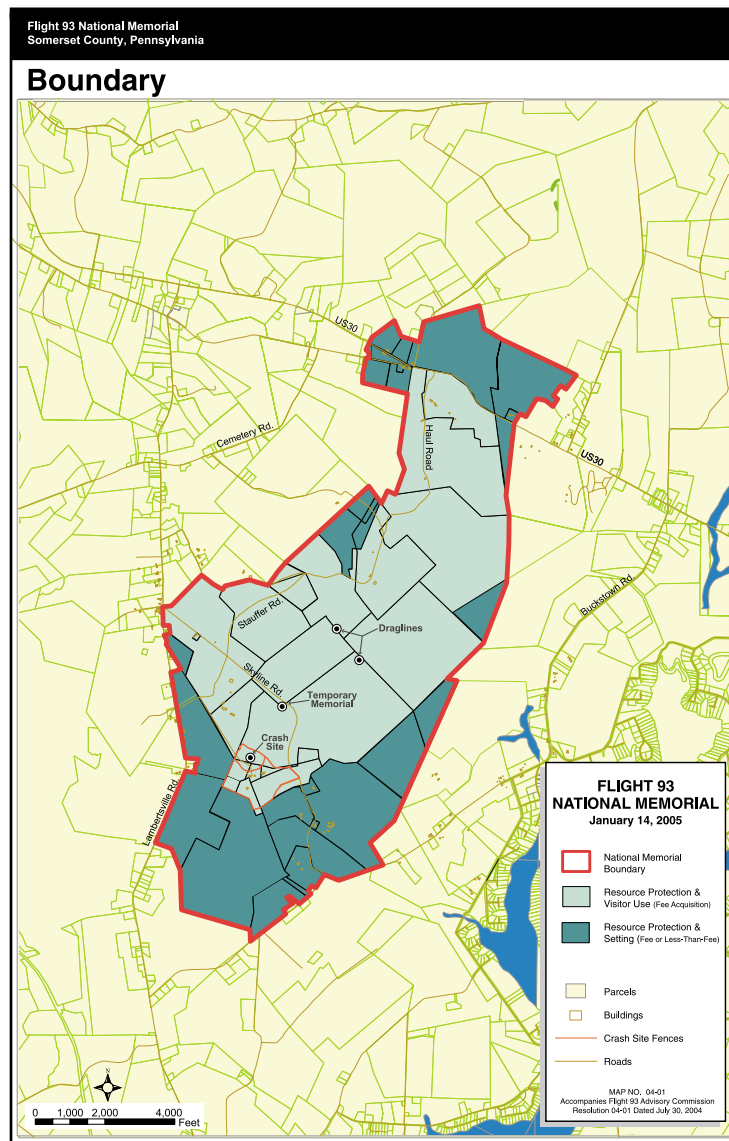 Flight 93 National Memorial
Somerset County, Pennsylvania
Boundary
US30
Cemetery Rd.
Haul Road
US30
Buckstown Rd.
Stauffer Rd.
Draglines
Skyline Rd.
Temporary
Memorial
Crash
Site
Lambertsville Rd.
FLIGHT 93
NATIONAL MEMORIAL
January 14, 2005
National Memorial
Boundary
Resource Protection &
Visitor Use (Fee Acquisition)
Resource Protection &
Setting (Fee or Less-Than-Fee)
Parcels
Buildings
Crash Site Fences
Roads
MAP NO. 04-01
Accompanies Flight 93 Advisory Commission
Resolution 04-01 Dated July 30, 2004
N
0 1,000 2,000 4,000
Feet